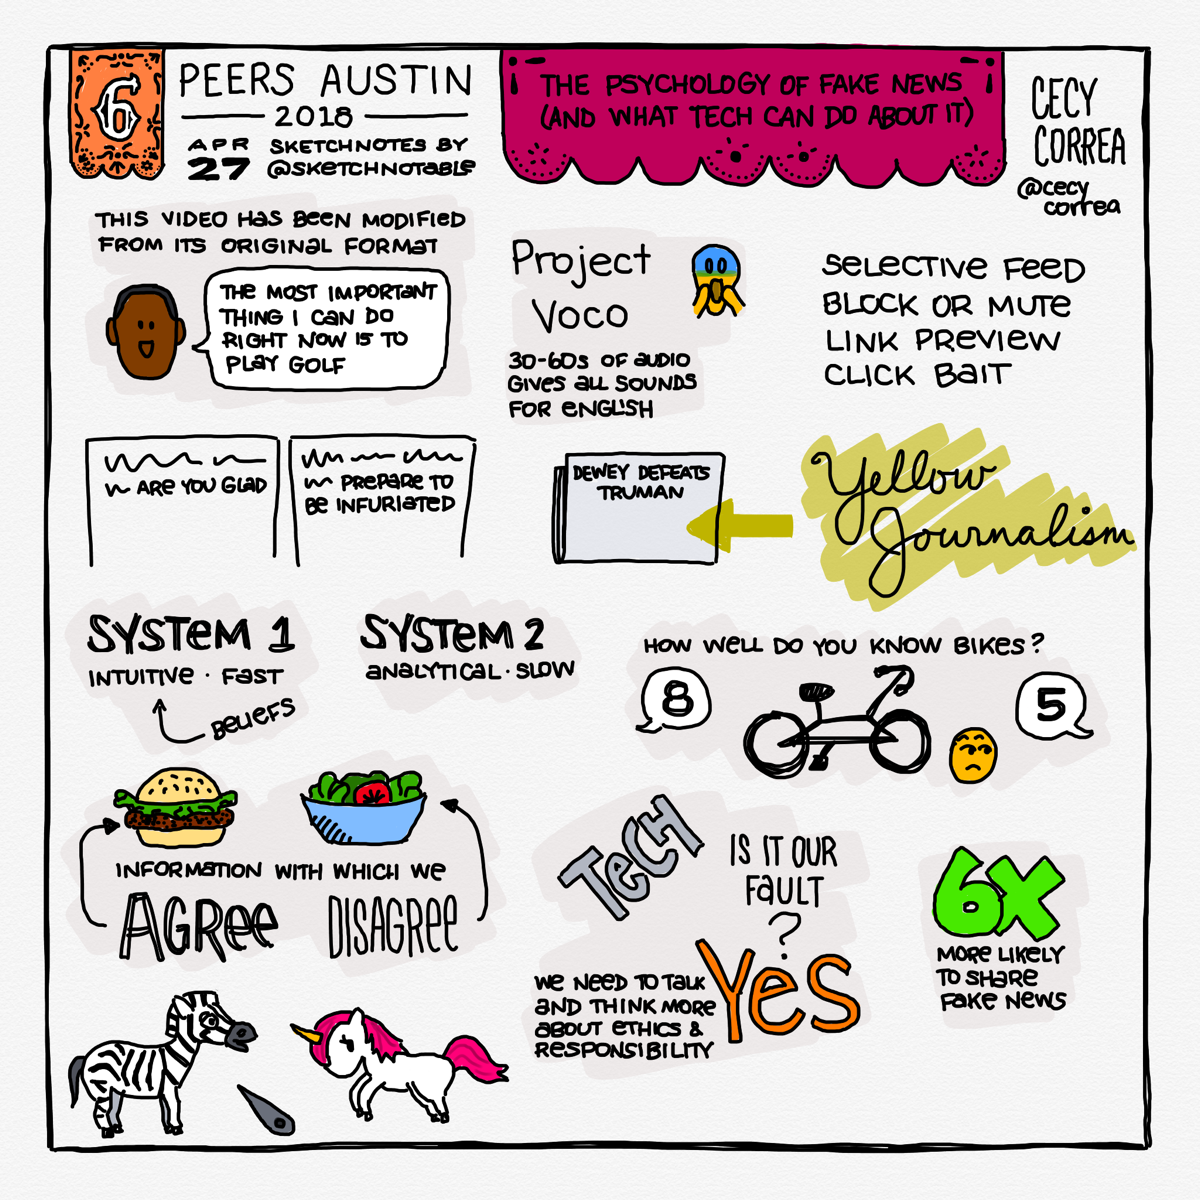 6
PEERS AUSTIN
2018
APR
27
SKETCHNOTES BY
@SKETCHNOTABLE
THE PSYCHOLOGY OF FAKE NEWS
(AND WHAT TECH CAN DO ABOUT IT)
CECY
CORREA
@cecy
correa
THIS VIDEO HAS BEEN MODIFIED
FROM ITS ORIGINAL FORMAT
THE MOST IMPORTANT
THING I CAN DO
RIGHT NOW IS TO
PLAY GOLF
Project
Voco
30-60s OF AUDIO
GIVES ALL SOUNDS
FOR ENGLISH
SELECTIVE FEED
BLOCK OR MUTE
LINK PREVIEW
CLICK BAIT
ARE YOU GLAD
PREPARE TO
BE INFURIATED
DEWEY DEFEATS
TRUMAN
Yellow
Journalism
SYSTEM 1
INTUITIVE · FAST
BELIEFS
SYSTEM 2
ANALYTICAL · SLOW
HOW WELL DO YOU KNOW BIKES?
8
5
INFORMATION WITH WHICH WE
AGREE
DISAGREE
TECH
IS IT OUR
FAULT
?
YES
WE NEED TO TALK
AND THINK MORE
ABOUT ETHICS &
RESPONSIBILITY
6X
MORE LIKELY
TO SHARE
FAKE NEWS